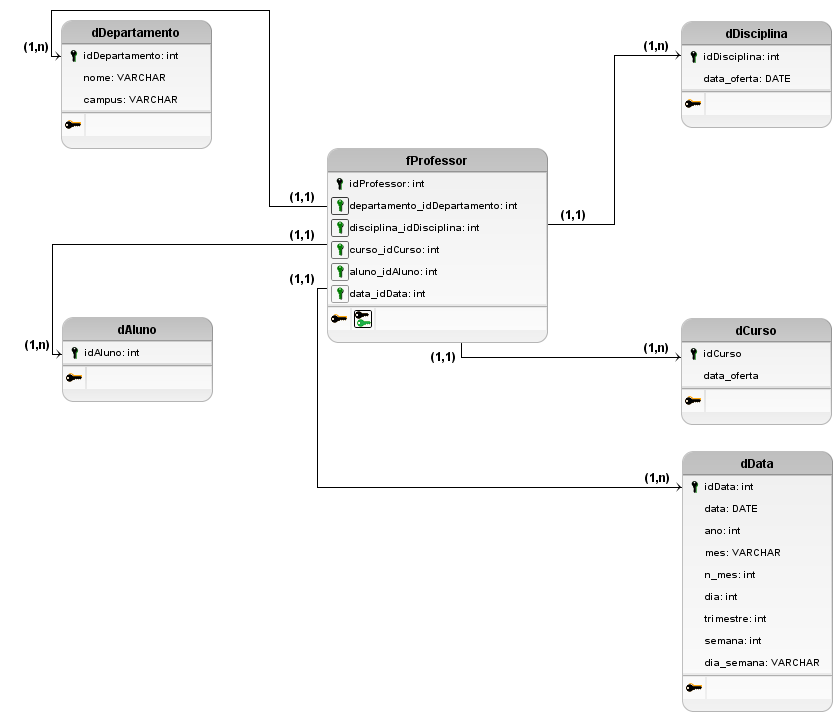 dDepartamento
(1,n)
idDepartamento: int
nome: VARCHAR
campus: VARCHAR
dDisciplina
(1,n)
idDisciplina: int
data_oferta: DATE
fProfessor
idProfessor: int
(1,1)
departamento_idDepartamento: int
(1,1)
disciplina_idDisciplina: int
(1,1)
curso_idCurso: int
aluno_idAluno: int
(1,1)
data_idData: int
dAluno
(1,n)
idAluno: int
dCurso
(1,1)
(1,n)
idCurso
data_oferta
dData
(1,n)
idData: int
data: DATE
ano: int
mes: VARCHAR
n_mes: int
dia: int
trimestre: int
semana: int
dia_semana: VARCHAR